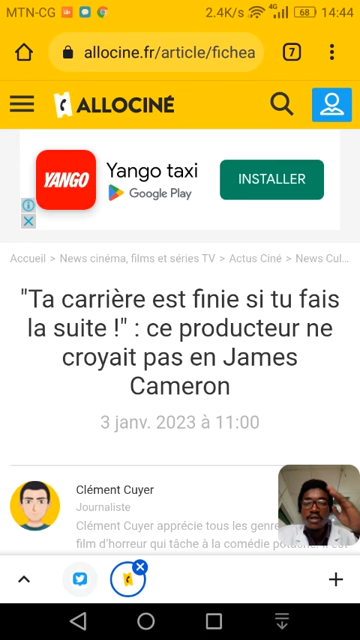 MTN-CG 2.4K/s 4G 68 14:44
allocine.fr/article/fichea 7
ALLOCINÉ
YANGO Yango taxi
Google Play
INSTALLER
Accueil > News cinéma, films et séries TV > Actus Ciné > News Cul...
"Ta carrière est finie si tu fais
la suite !" : ce producteur ne
croyait pas en James
Cameron
3 janv. 2023 à 11:00
Clément Cuyer
Journaliste
Clément Cuyer apprécie tous les genre
film d'horreur qui tâche à la comédie